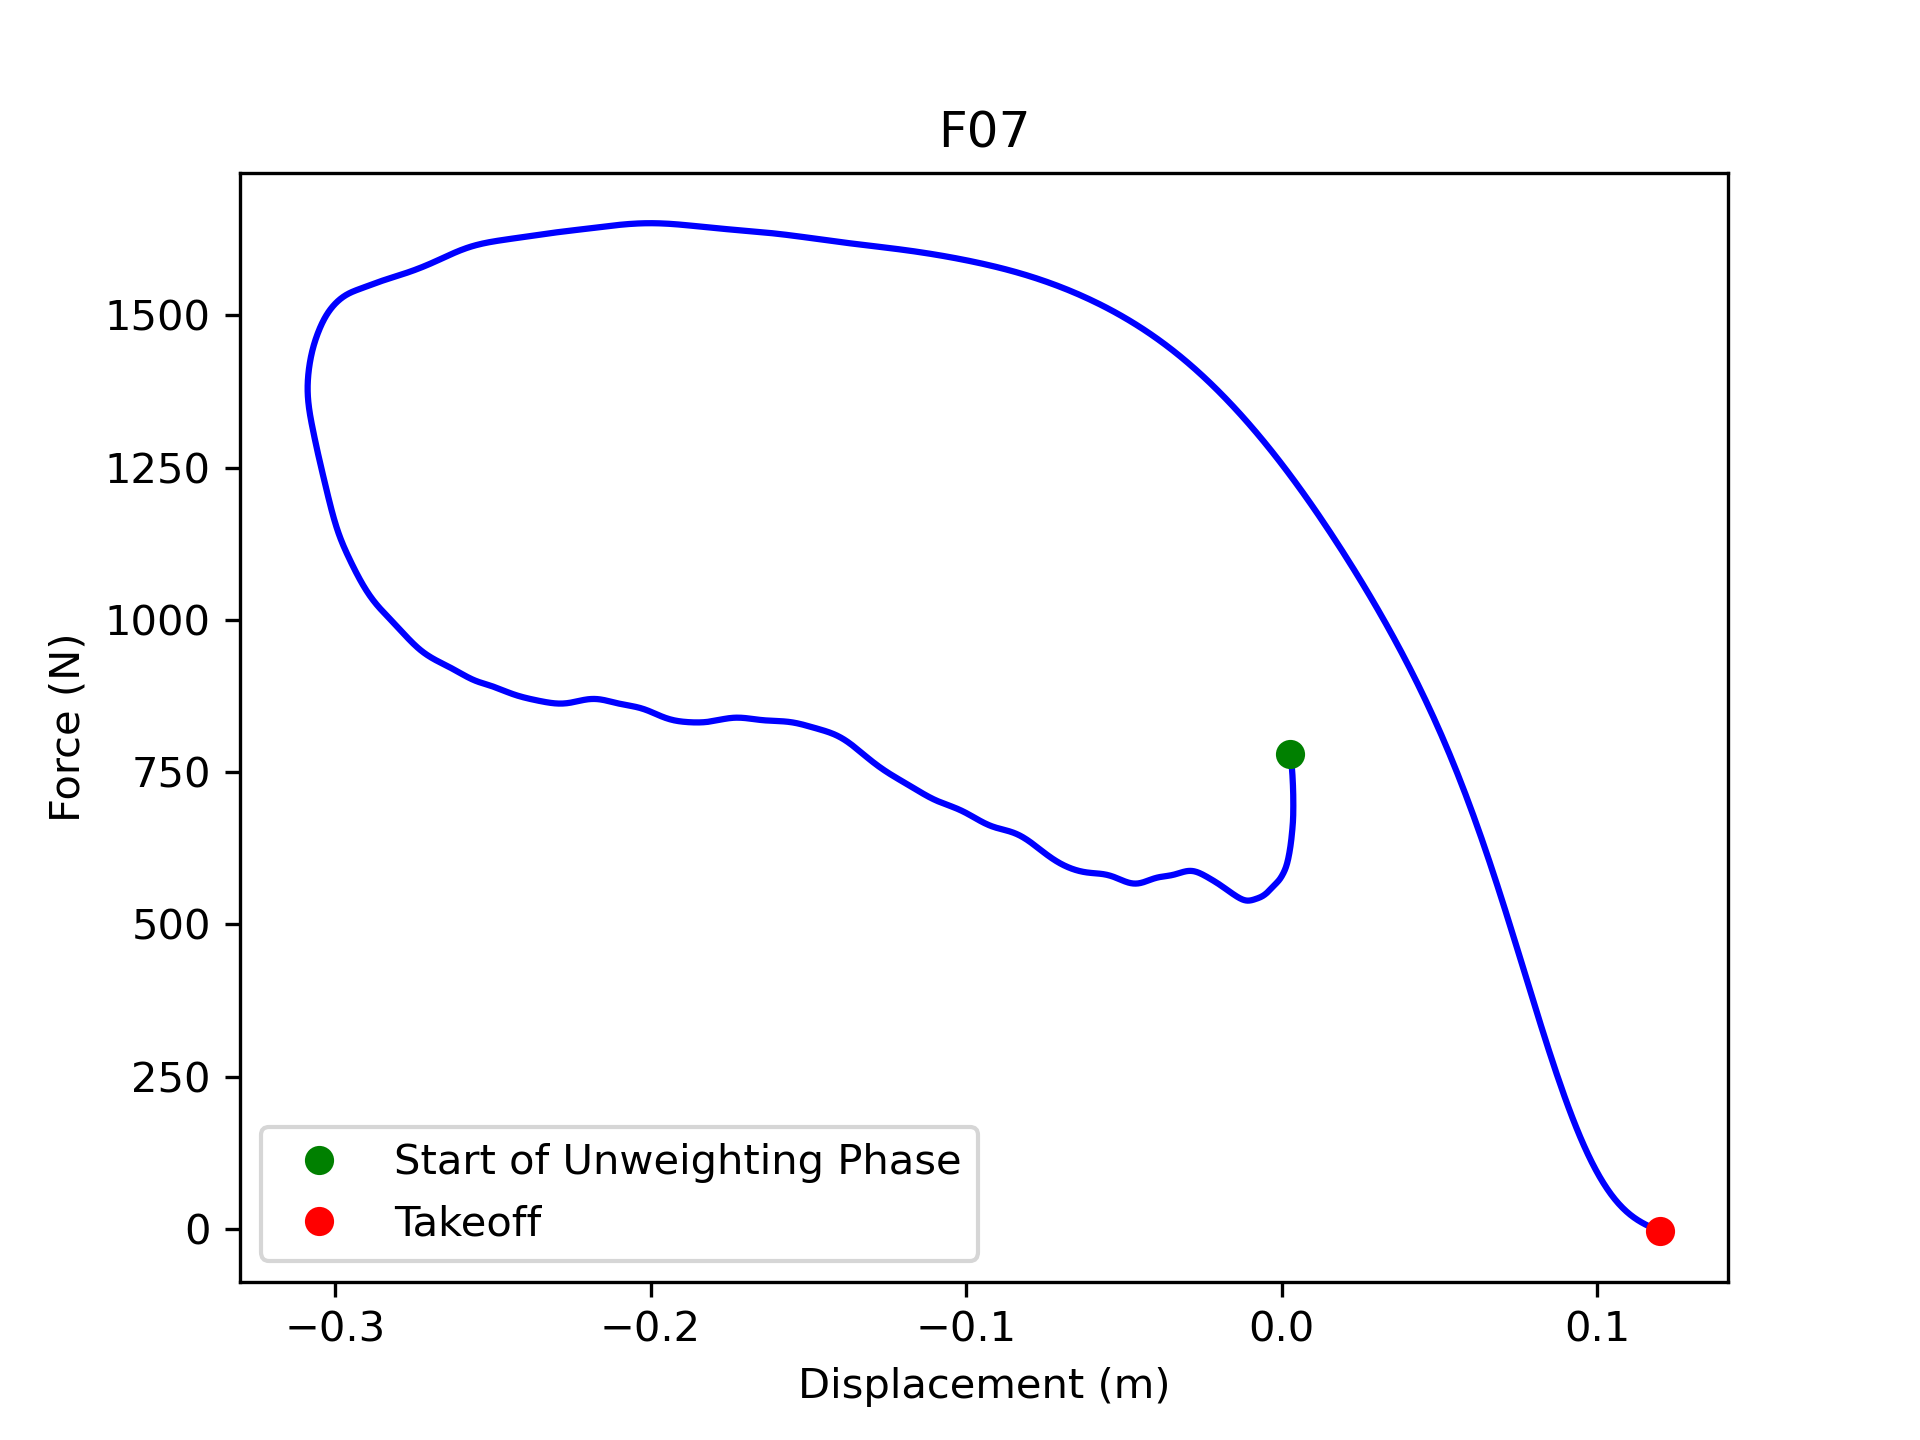 F07
Force (N)
1500
1250
1000
750
500
250
0
Start of Unweighting Phase
Takeoff
−0.3
−0.2
−0.1
0.0
0.1
Displacement (m)